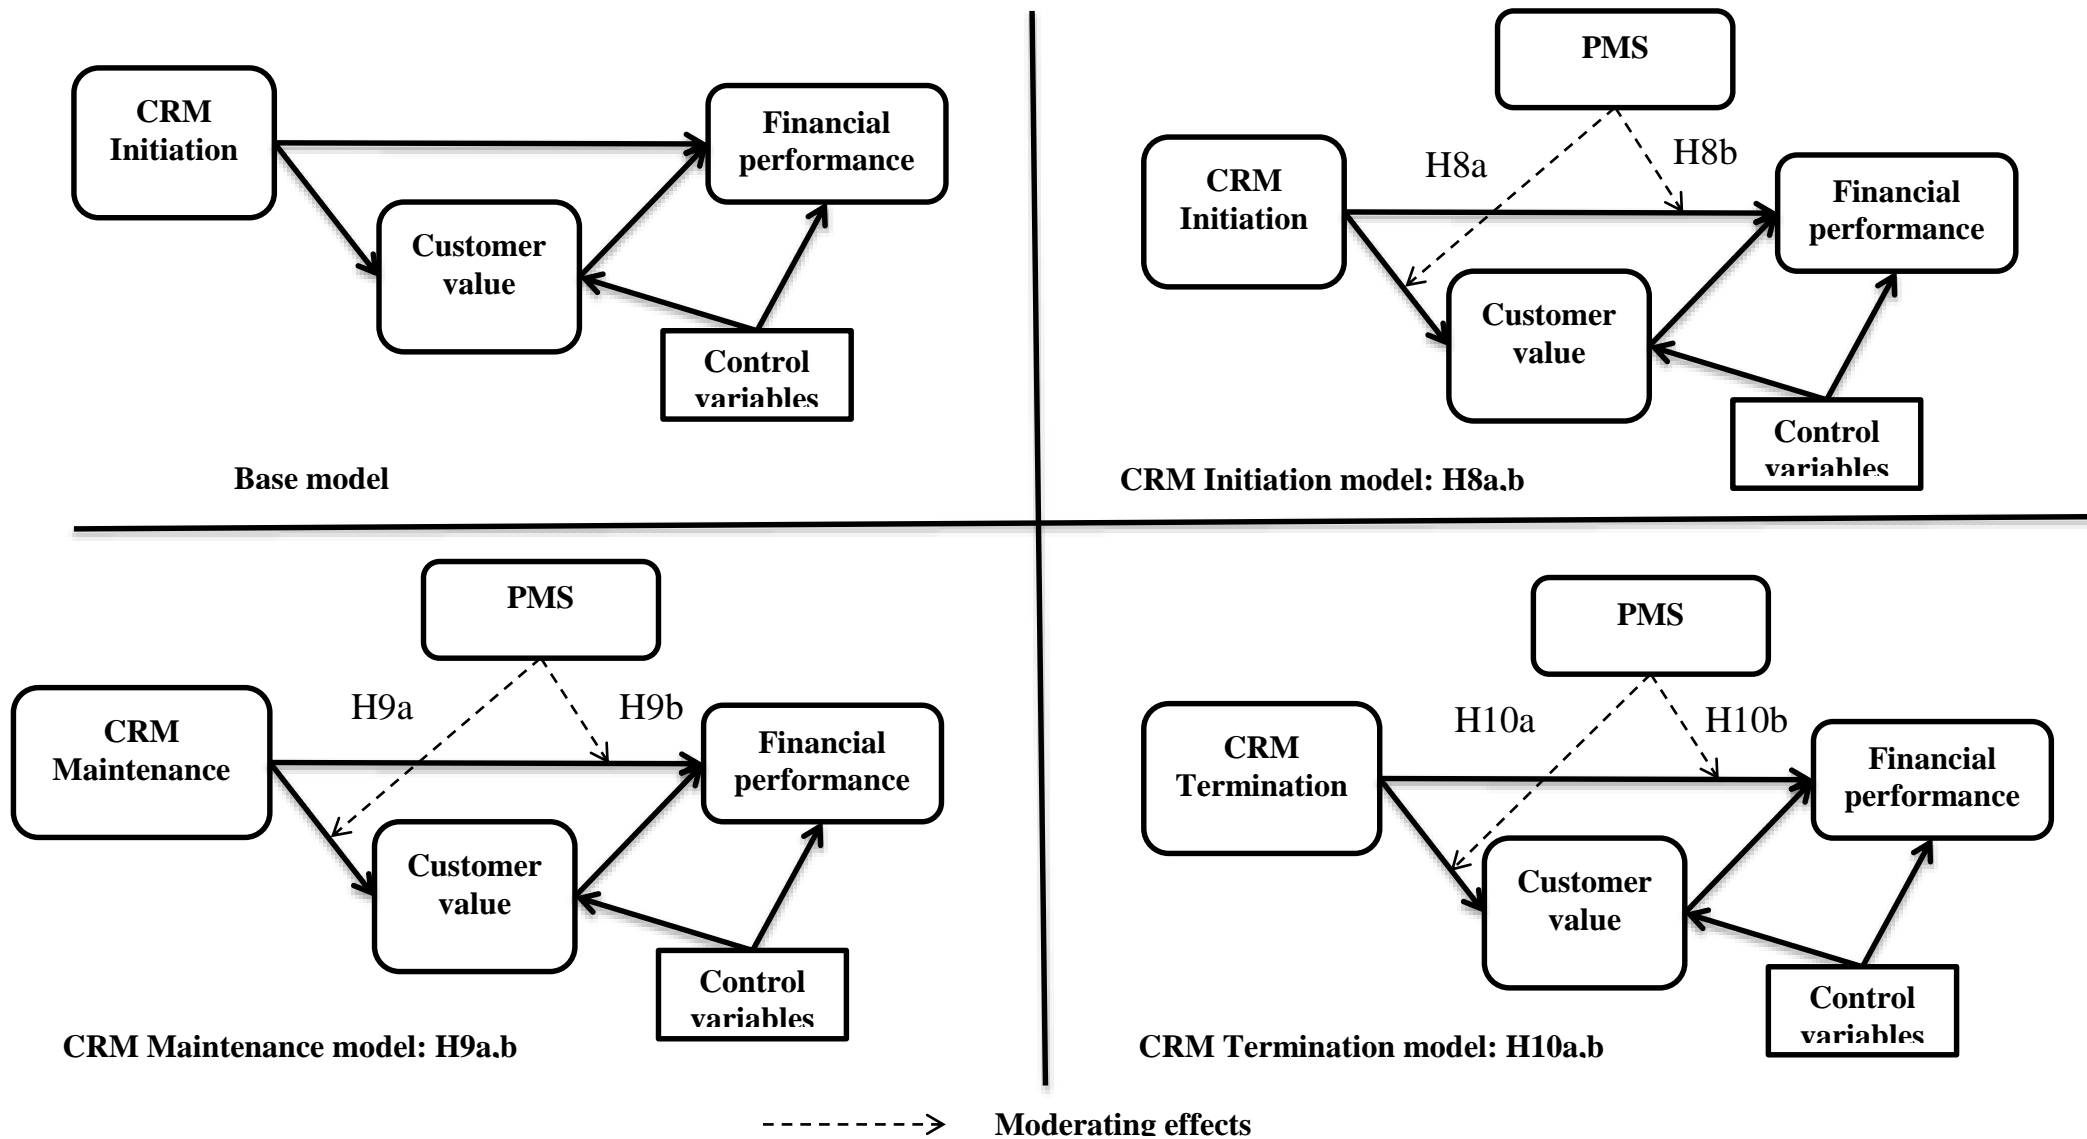 CRM
Initiation
Financial
performance
Customer
value
Control
variables
Base model
PMS
H8a
H8b
CRM
Initiation
Financial
performance
Customer
value
Control
variables
CRM Initiation model: H8a,b
PMS
H9a
H9b
CRM
Maintenance
Financial
performance
Customer
value
Control
variables
CRM Maintenance model: H9a,b
PMS
H10a
H10b
CRM
Termination
Financial
performance
Customer
value
Control
variables
CRM Termination model: H10a,b
Moderating effects